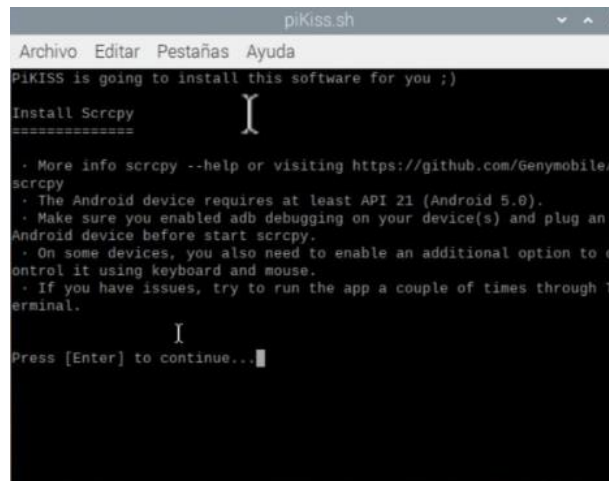 piKiss.sh
Archivo Editar Pestañas Ayuda
PiKISS is going to install this software for you ;)
Install Scrcpy
==============
· More info scrcpy --help or visiting https://github.com/Genymobile/
scrcpy
· The Android device requires at least API 21 (Android 5.0).
· Make sure you enabled adb debugging on your device(s) and plug an
Android device before start scrcpy.
· On some devices, you also need to enable an additional option to c
ontrol it using keyboard and mouse.
· If you have issues, try to run the app a couple of times through T
erminal.
Press [Enter] to continue...